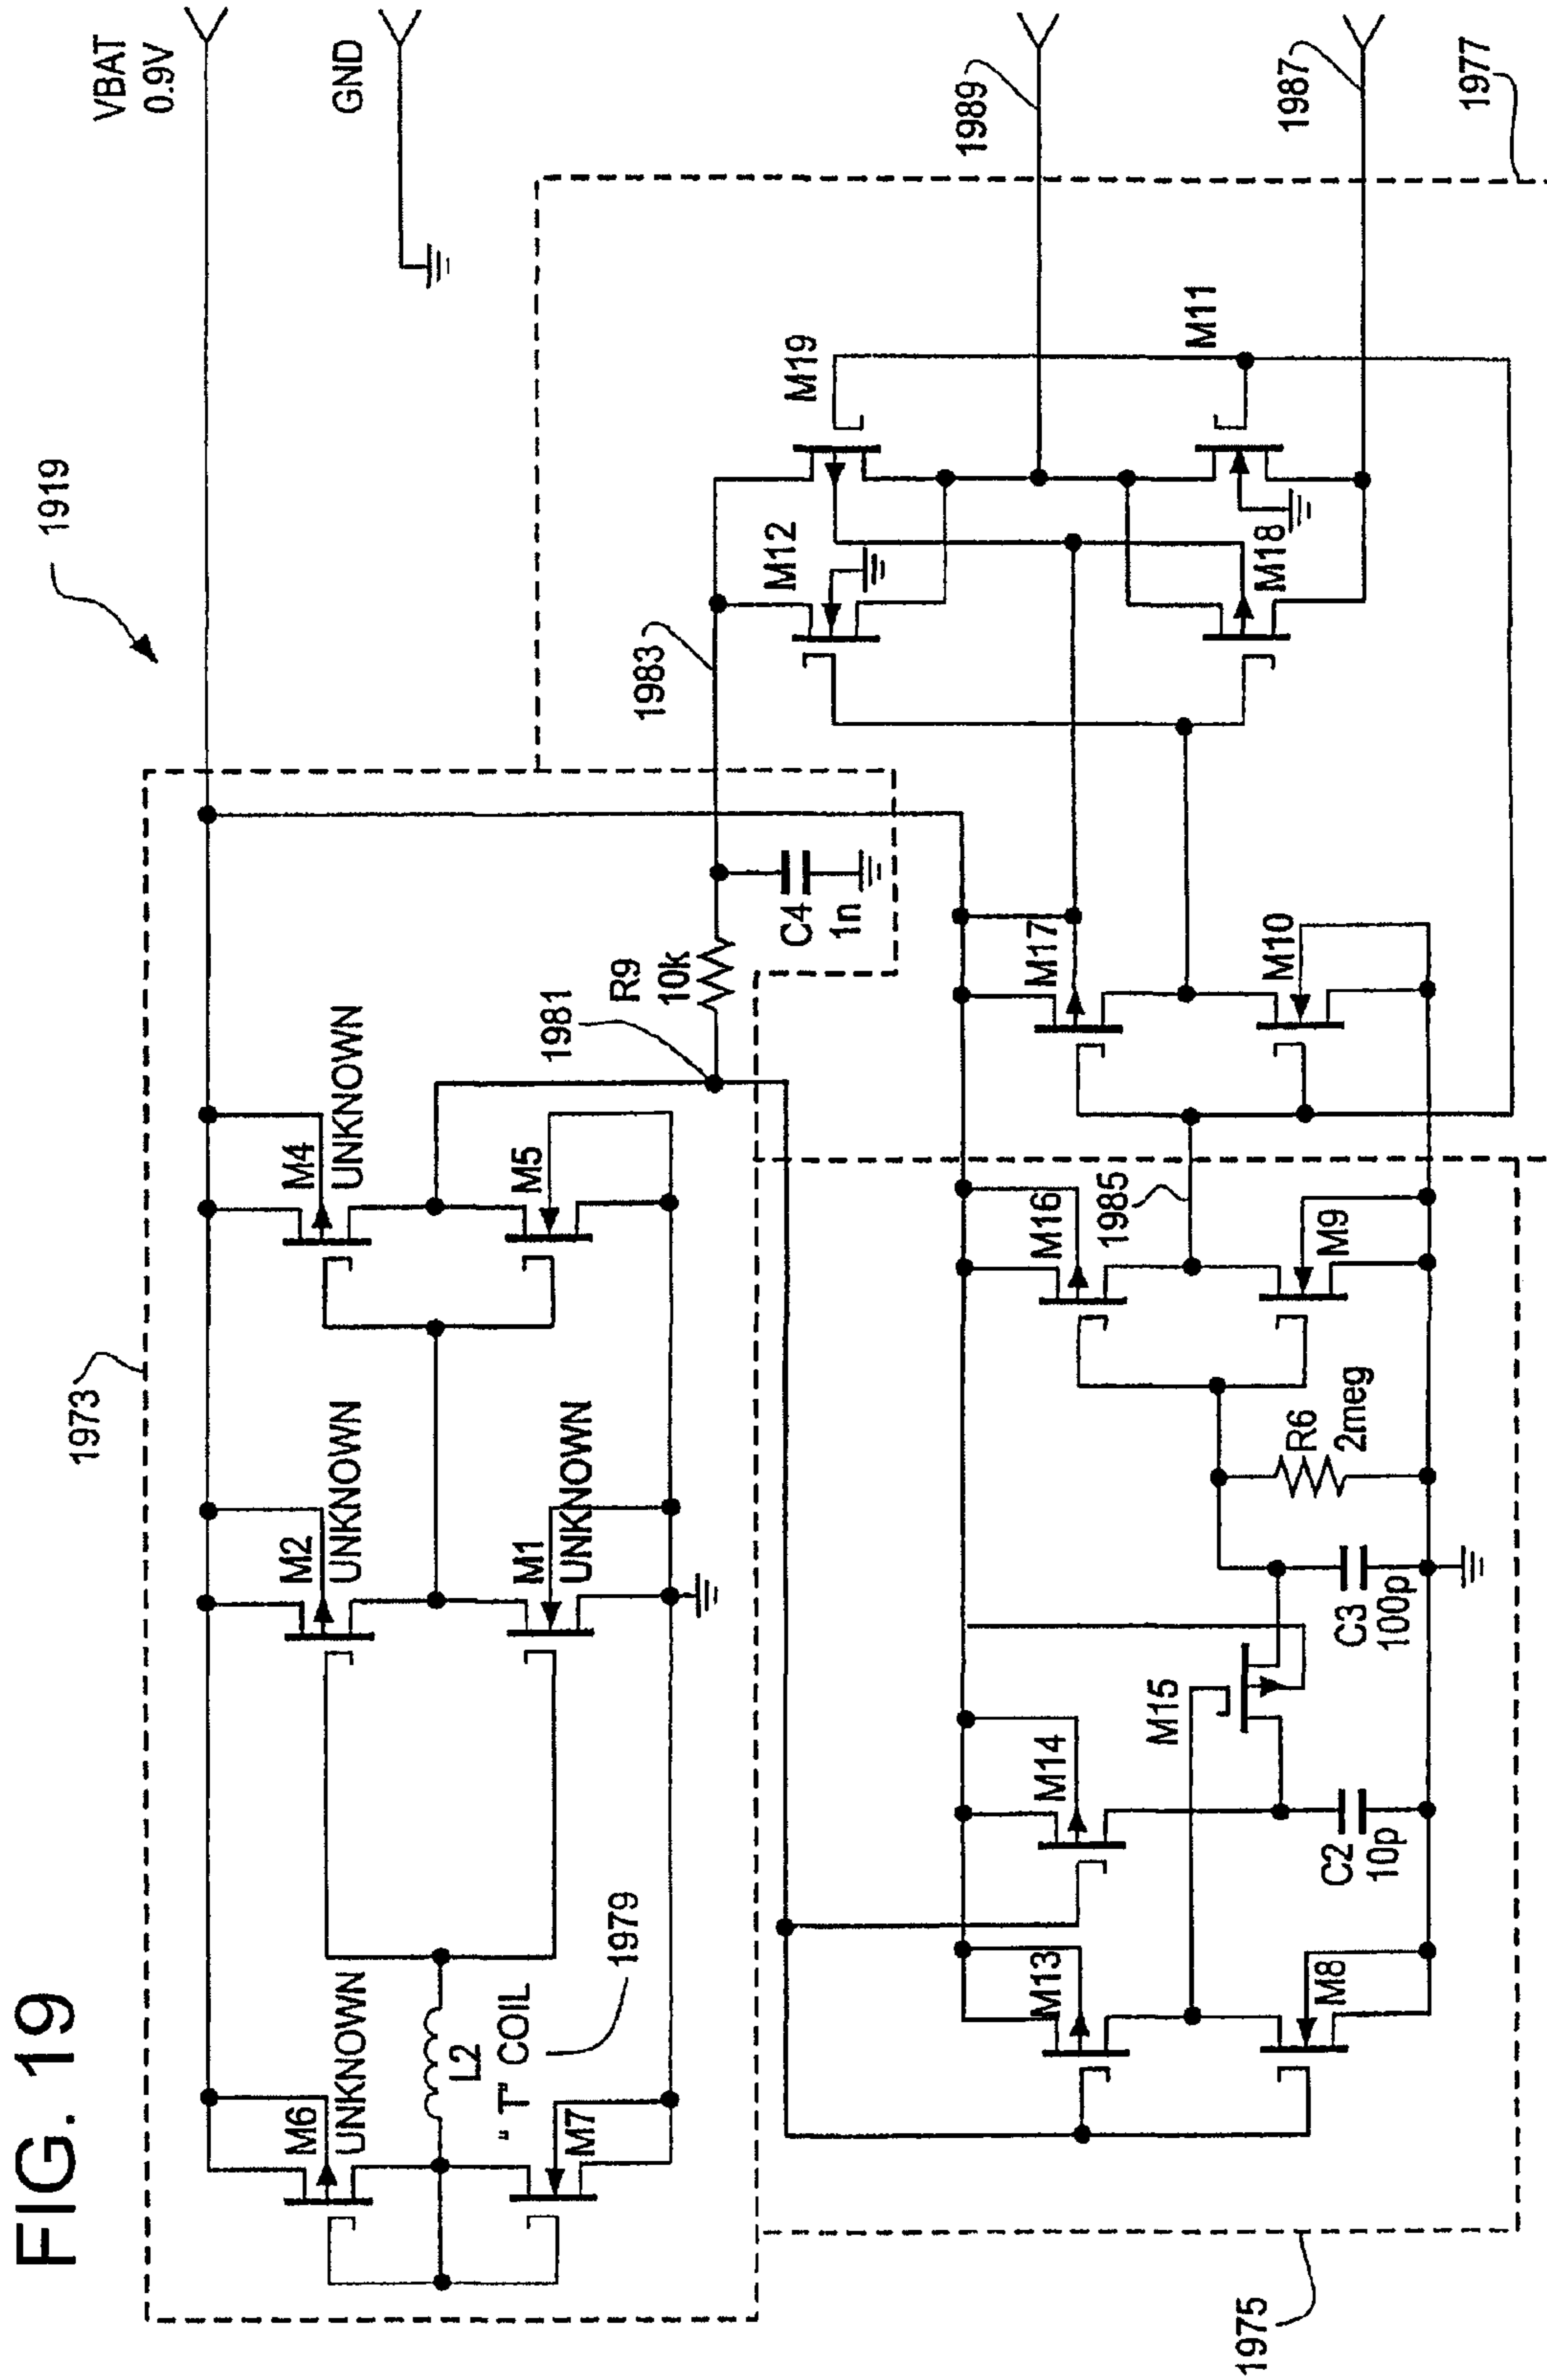 FIG. 19
1919
VBAT
0.9V
GND
1973
M6
UNKNOWN
M2
UNKNOWN
M4
UNKNOWN
L2
" T" COIL
1979
M7
M1
UNKNOWN
M5
1981
R9
10k
C4
1n
1983
M12
M19
1989
M18
M11
1987
1977
M13
M14
M15
M16
1985
M17
M8
C2
10p
C3
100p
R6
2meg
M9
M10
1975